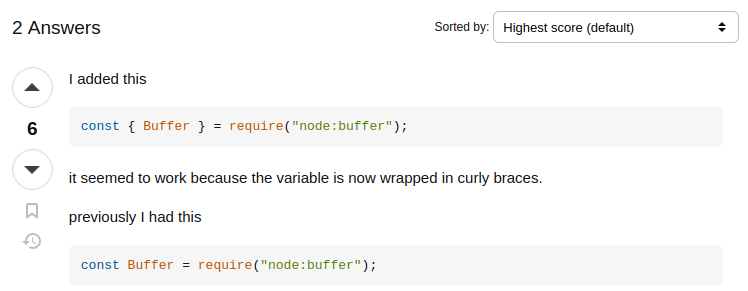 2 Answers
Sorted by: Highest score (default)
I added this
6
const { Buffer } = require("node:buffer");
it seemed to work because the variable is now wrapped in curly braces.
previously I had this
const Buffer = require("node:buffer");